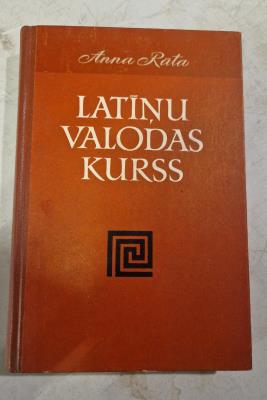 Anna Rata
LATĪŅU
VALODAS
KURSS